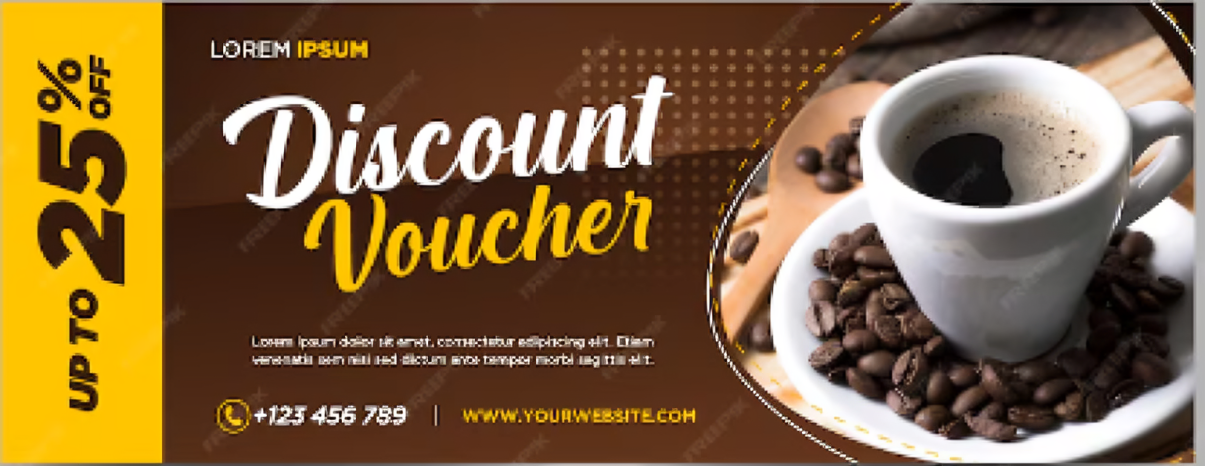 UP TO 25% OFF
LOREM IPSUM
Discount
Voucher
Lorem ipsum dolor sit amet, consectetur adipiscing elit. Etiam
venenatis sem nisi sed dictum ante tempor morbi sagittis elit.
+123 456 789 | WWW.YOURWEBSITE.COM
FREEPIK